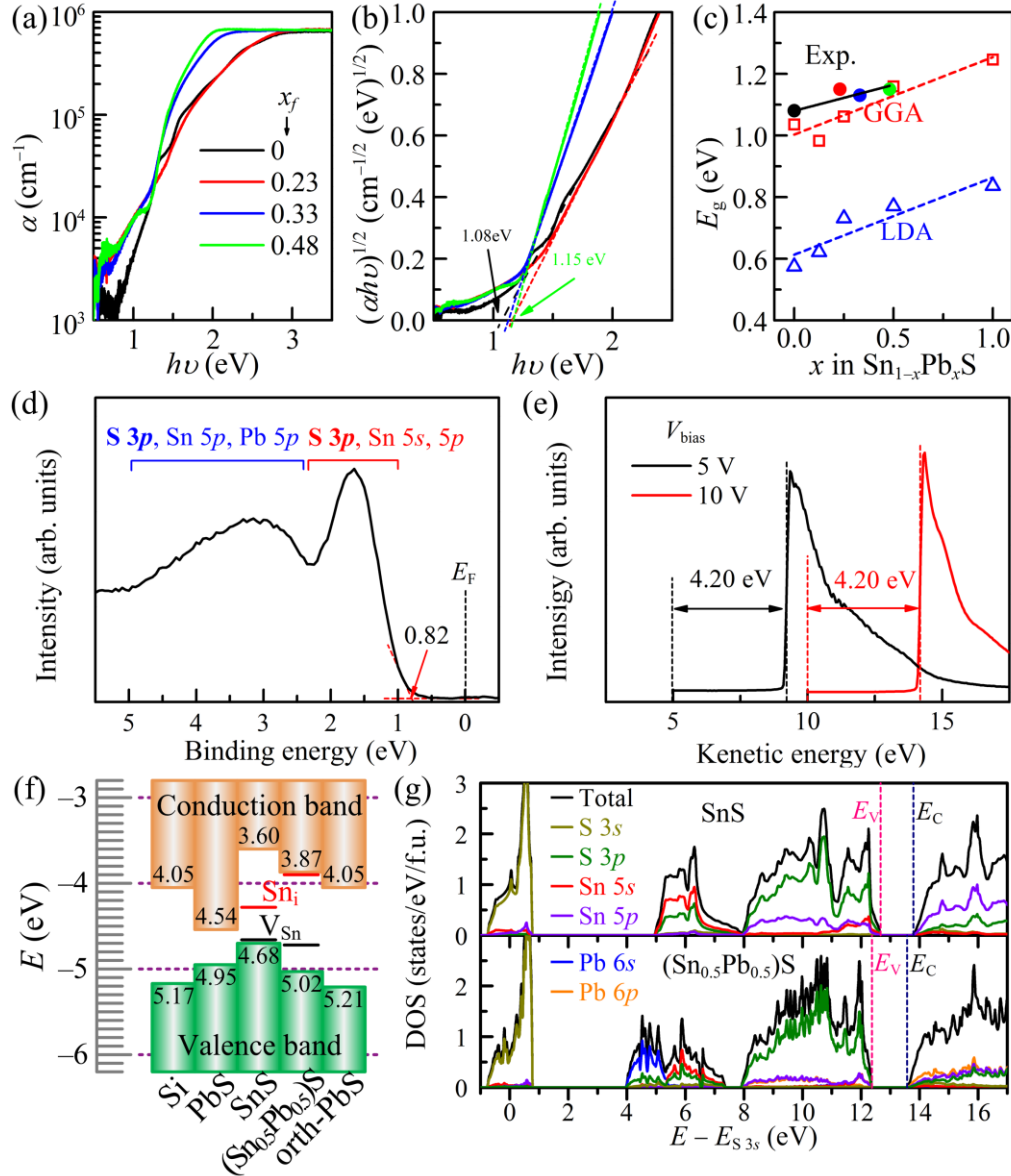 (a)
10⁶
10⁵
10⁴
10³
α (cm⁻¹)
x_f
0
0.23
0.33
0.48
1 2 3
hυ (eV)
(b)
1.0
0.8
0.6
0.4
0.2
0.0
(αhυ)^1/2 (cm^-1/2 (eV)^1/2
1.08eV
1.15 eV
1 2
hυ (eV)
(c)
1.4
1.2
1.0
0.8
0.6
0.4
E_g (eV)
Exp.
GGA
LDA
0.0 0.5 1.0
x in Sn₁₋ₓPbₓS
(d)
S 3p, Sn 5p, Pb 5p
S 3p, Sn 5s, 5p
Intensity (arb. units)
E_F
0.82
5 4 3 2 1 0
Binding energy (eV)
(e)
V_bias
5 V
10 V
Intensigy (arb. units)
4.20 eV
4.20 eV
5 10 15
Kenetic energy (eV)
(f)
−3
−4
−5
−6
E (eV)
Conduction band
4.05
4.54
3.60
3.87
4.05
Sn_i
V_Sn
5.17
4.95
4.68
5.02
5.21
Valence band
Si
PbS
SnS
(Sn₀.₅Pb₀.₅)S
orth-PbS
(g)
3
2
1
0
2
1
0
DOS (states/eV/f.u.)
Total
S 3s
S 3p
Sn 5s
Sn 5p
SnS
E_V
E_C
Pb 6s
Pb 6p
(Sn₀.₅Pb₀.₅)S
E_V
E_C
0 4 6 8 10 12 14 16
E − E_S 3s (eV)